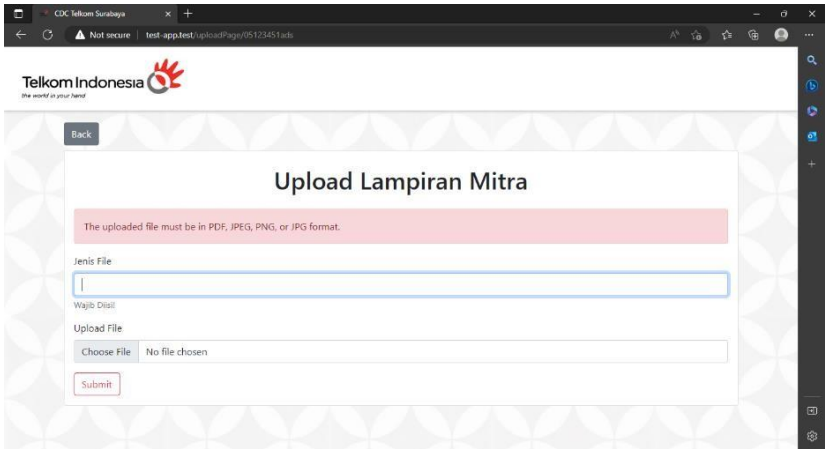 CDC Telkom Surabaya
Not secure test-app.test/uploadPage/05123451ads
Telkom Indonesia
the world in your hand
Back
Upload Lampiran Mitra
The uploaded file must be in PDF, JPEG, PNG, or JPG format.
Jenis File
Wajib Diisi!
Upload File
Choose File No file chosen
Submit